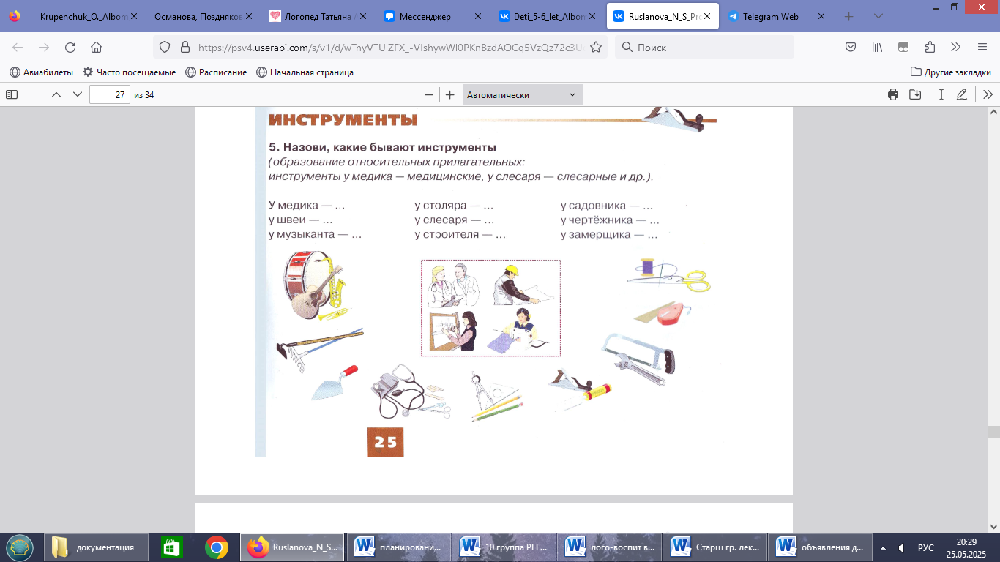 Krupenchuk_O._Albom
Османова, Поздняков
Логопед Татьяна А
Мессенджер
Deti_5-6_let_Albom
Ruslanova_N_S_Pro
Telegram Web
https://psv4.userapi.com/s/v1/d/wTnyVTUlZFX_-VIshywWl0PKnBzdAOCq5VzQz72c3U
Поиск
Авиабилеты
Часто посещаемые
Расписание
Начальная страница
Другие закладки
27 из 34
Автоматически
ИНСТРУМЕНТЫ
5. Назови, какие бывают инструменты
(образование относительных прилагательных:
инструменты у медика — медицинские, у слесаря — слесарные и др.).
У медика — ...
у швеи — ...
у музыканта — ...
у столяра — ...
у слесаря — ...
у строителя — ...
у садовника — ...
у чертёжника — ...
у замерщика — ...
25
документация
Ruslanova_N_S...
планировани...
10 группа РП ...
лого-воспит в...
Старш гр. лек...
объявления д...
РУС
20:29
25.05.2025